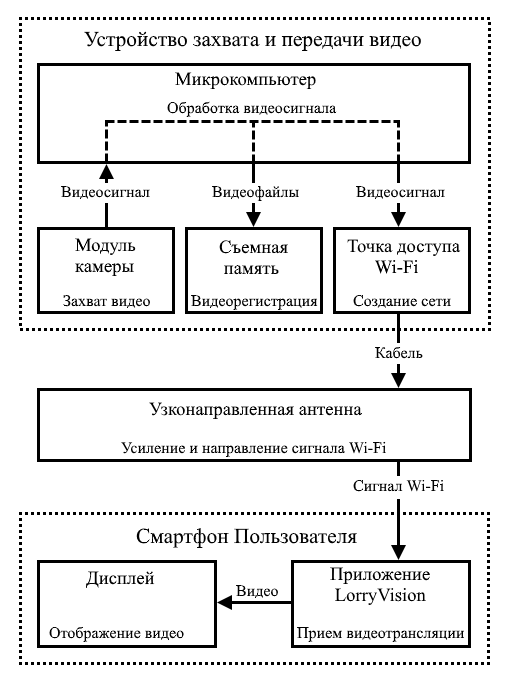 Устройство захвата и передачи видео
Микрокомпьютер
Обработка видеосигнала
Видеосигнал
Видеофайлы
Видеосигнал
Модуль
камеры
Захват видео
Съемная
память
Видеорегистрация
Точка доступа
Wi-Fi
Создание сети
Кабель
Узконаправленная антенна
Усиление и направление сигнала Wi-Fi
Сигнал Wi-Fi
Смартфон Пользователя
Дисплей
Отображение видео
Видео
Приложение
LorryVision
Прием видеотрансляции